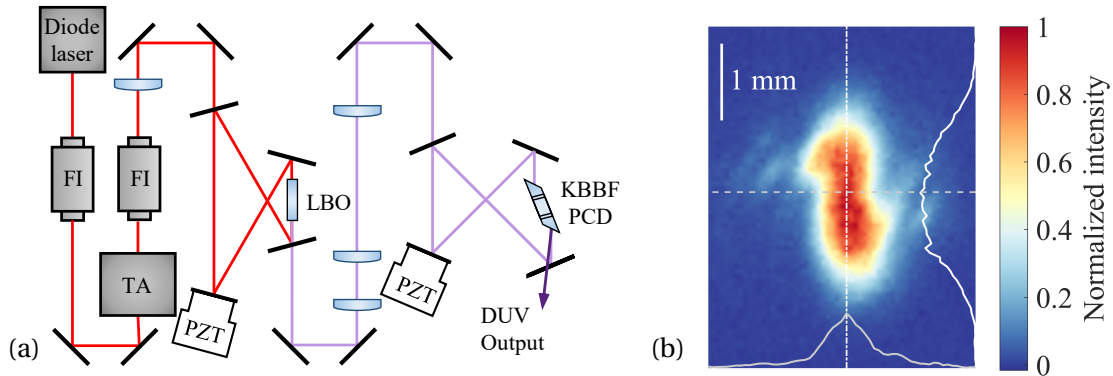 Diode
laser
FI
FI
TA
PZT
LBO
PZT
KBBF
PCD
DUV
Output
(a)
1 mm
1
0.8
0.6
0.4
0.2
0
Normalized intensity
(b)